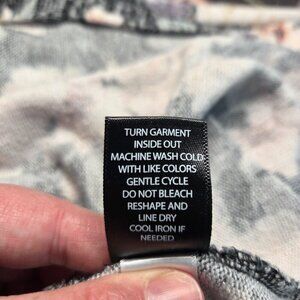 TURN GARMENT
INSIDE OUT
MACHINE WASH COLD
WITH LIKE COLORS
GENTLE CYCLE
DO NOT BLEACH
RESHAPE AND
LINE DRY
COOL IRON IF
NEEDED